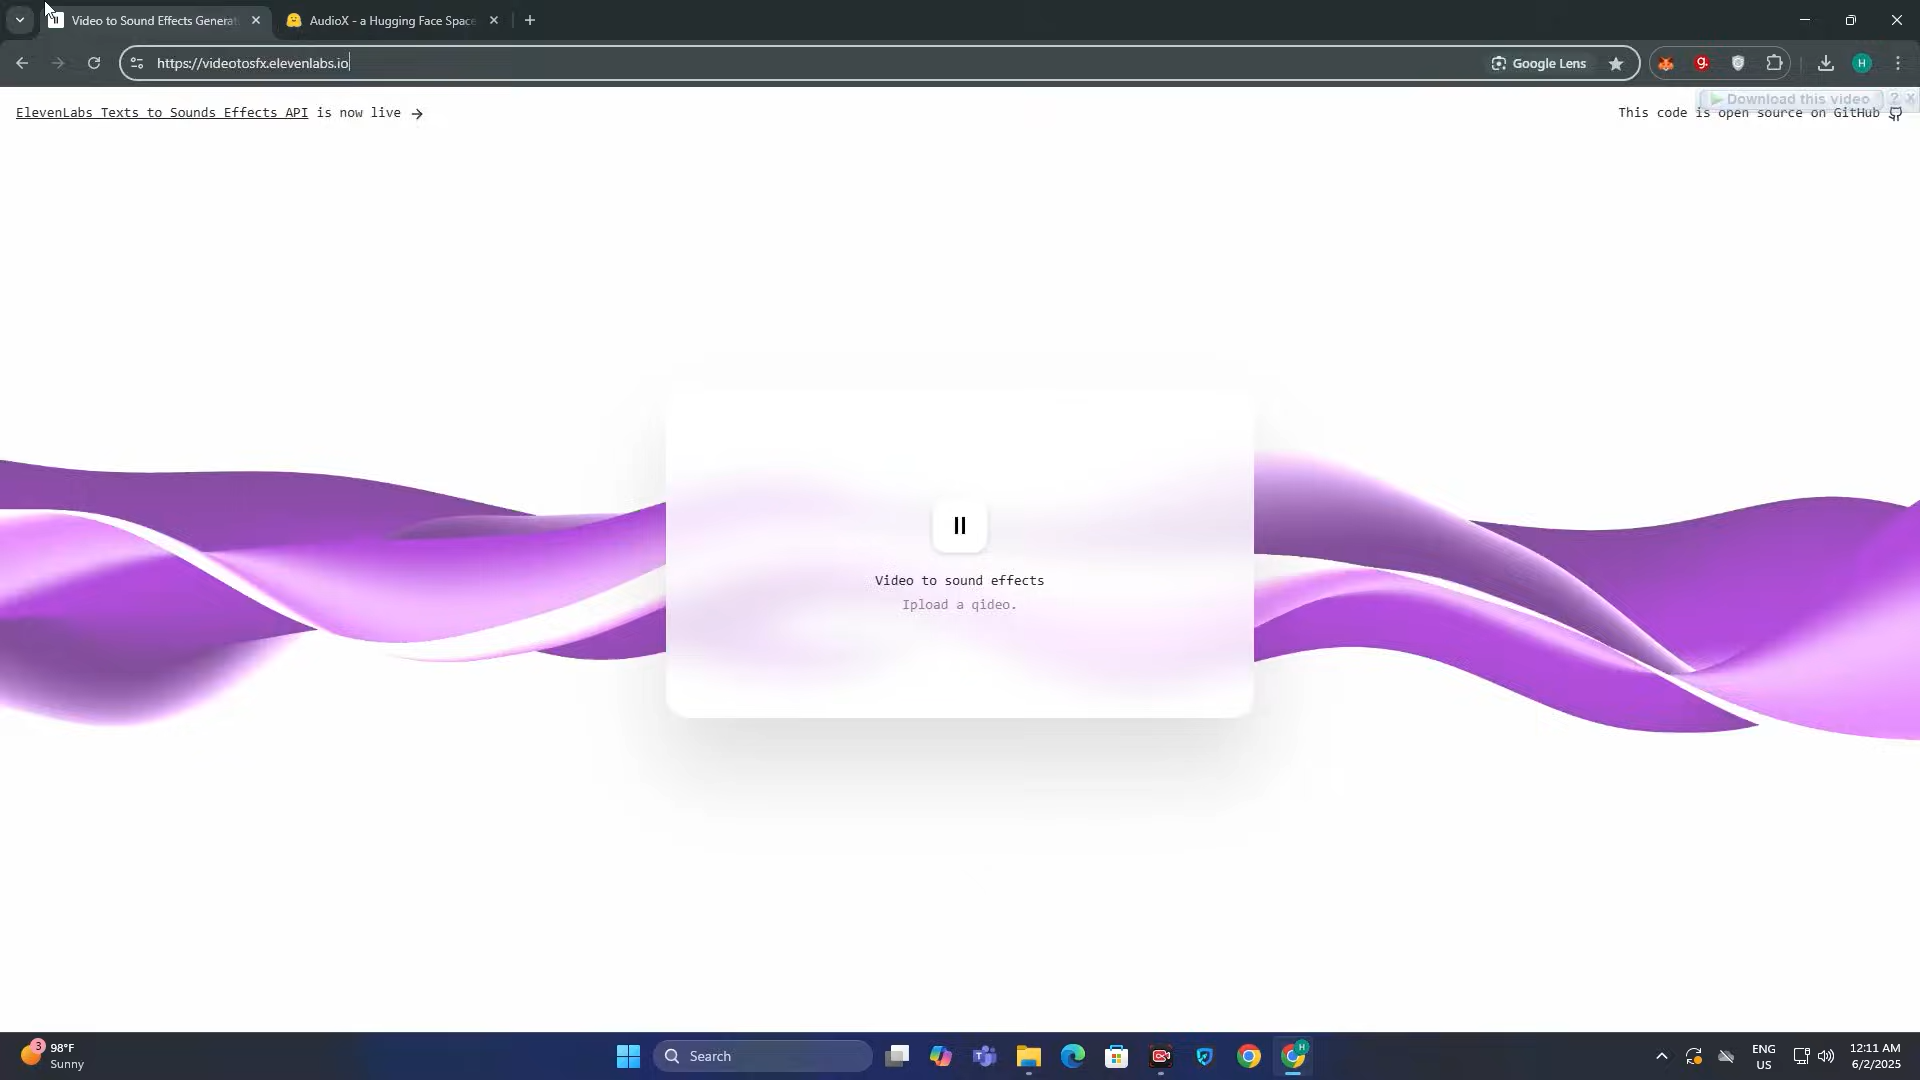 Video to Sound Effects Generat
AudioX - a Hugging Face Space
https://videotosfx.elevenlabs.io
Google Lens
g.
H
Download this video ? X
ElevenLabs Texts to Sounds Effects API is now live →
This code is open source on GitHub
Video to sound effects
Ipload a qideo.
3
98°F
Sunny
Search
H
ENG
US
12:11 AM
6/2/2025